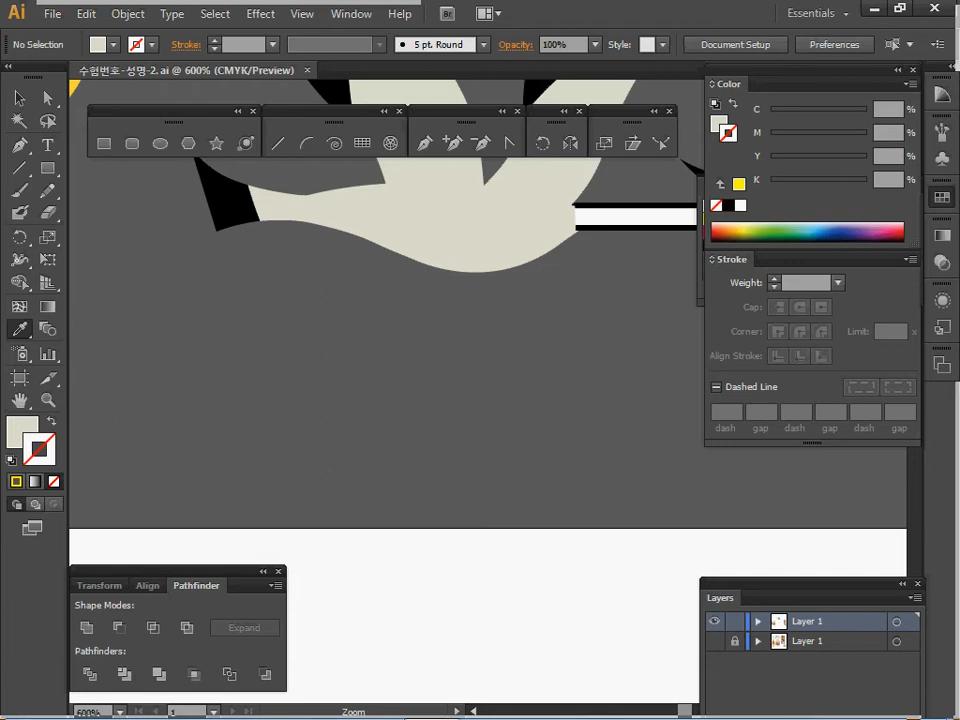 Ai File Edit Object Type Select Effect View Window Help Br Essentials
No Selection Stroke: 5 pt. Round Opacity: 100% Style: Document Setup Preferences
수험번호-성명-2.ai @ 600% (CMYK/Preview)
Color
C %
M %
Y %
K %
Stroke
Weight:
Cap:
Corner: Limit: x
Align Stroke:
Dashed Line
dash gap dash gap dash gap
Transform Align Pathfinder
Shape Modes:
Expand
Pathfinders:
Layers
Layer 1
Layer 1
600% 1 Zoom